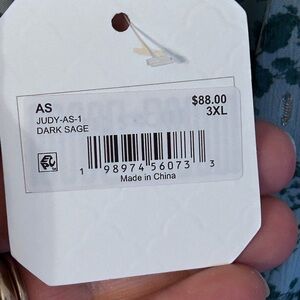 AS
$88.00
JUDY-AS-1
3XL
DARK SAGE
1 98974 56073 3
Made in China